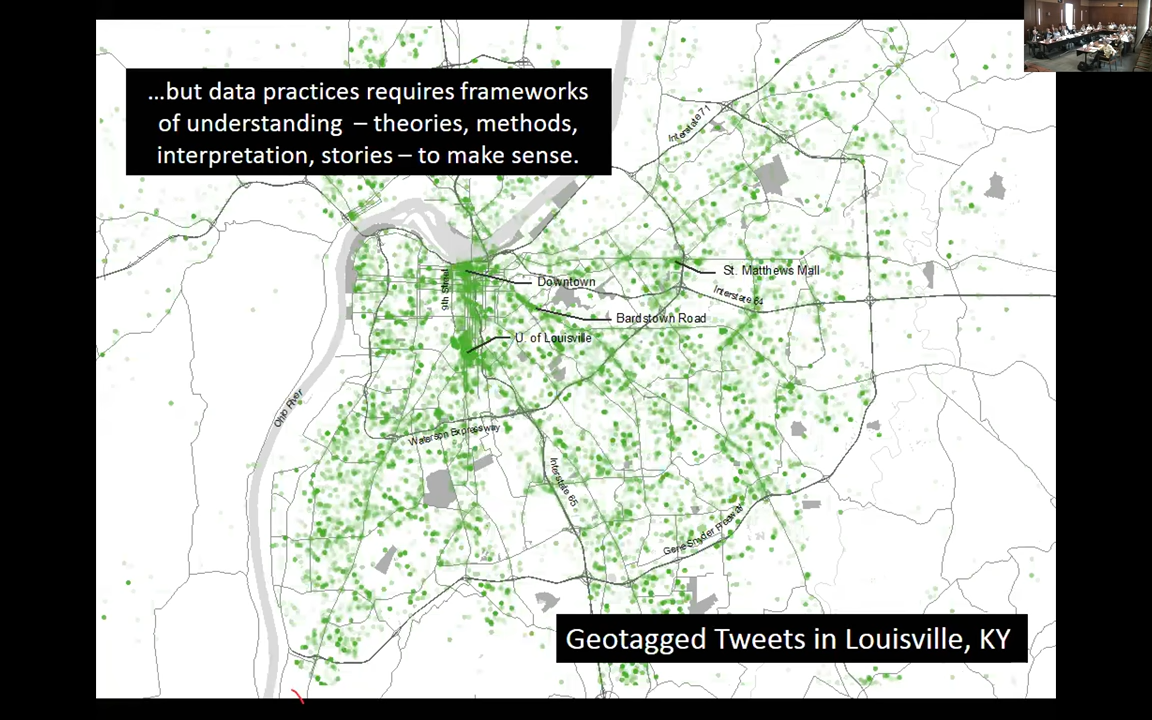 …but data practices requires frameworks
of understanding – theories, methods,
interpretation, stories – to make sense.
Interstate 71
St. Matthews Mall
Downtown
9th Street
Interstate 64
Bardstown Road
U. of Louisville
Ohio River
Waterson Expressway
Interstate 65
Gene Snyder Freeway
Geotagged Tweets in Louisville, KY